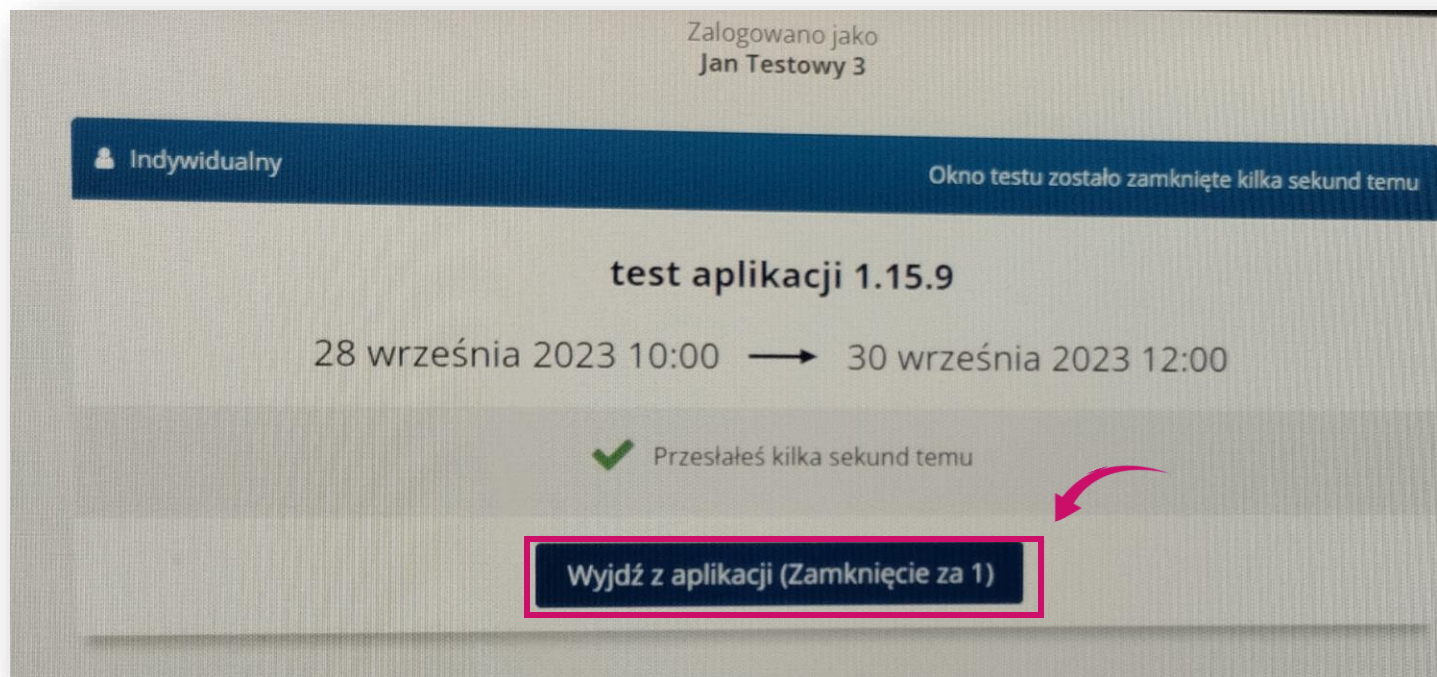 Zalogowano jako
Jan Testowy 3
Indywidualny
Okno testu zostało zamknięte kilka sekund temu
test aplikacji 1.15.9
28 września 2023 10:00 → 30 września 2023 12:00
Przesłałeś kilka sekund temu
Wyjdź z aplikacji (Zamknięcie za 1)